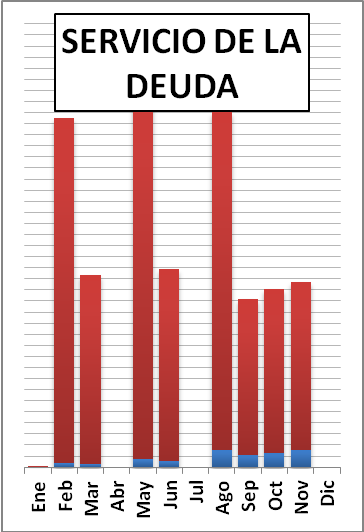 SERVICIO DE LA
DEUDA
Ene
Feb
Mar
Abr
May
Jun
Jul
Ago
Sep
Oct
Nov
Dic